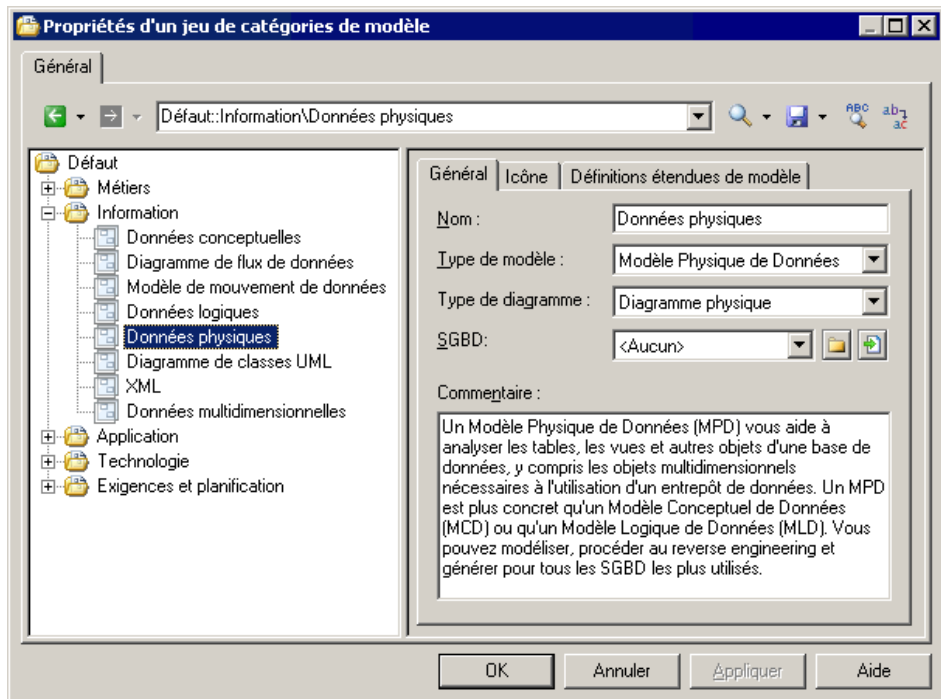 Propriétés d'un jeu de catégories de modèle
Général
Défaut::Information\Données physiques
ABC
ab
ac
Défaut
Métiers
Information
Données conceptuelles
Diagramme de flux de données
Modèle de mouvement de données
Données logiques
Données physiques
Diagramme de classes UML
XML
Données multidimensionnelles
Application
Technologie
Exigences et planification
Général
Icône
Définitions étendues de modèle
Nom :
Données physiques
Type de modèle :
Modèle Physique de Données
Type de diagramme :
Diagramme physique
SGBD:
<Aucun>
Commentaire :
Un Modèle Physique de Données (MPD) vous aide à
analyser les tables, les vues et autres objets d'une base de
données, y compris les objets multidimensionnels
nécessaires à l'utilisation d'un entrepôt de données. Un MPD
est plus concret qu'un Modèle Conceptuel de Données
(MCD) ou qu'un Modèle Logique de Données (MLD). Vous
pouvez modéliser, procéder au reverse engineering et
générer pour tous les SGBD les plus utilisés.
OK
Annuler
Appliquer
Aide